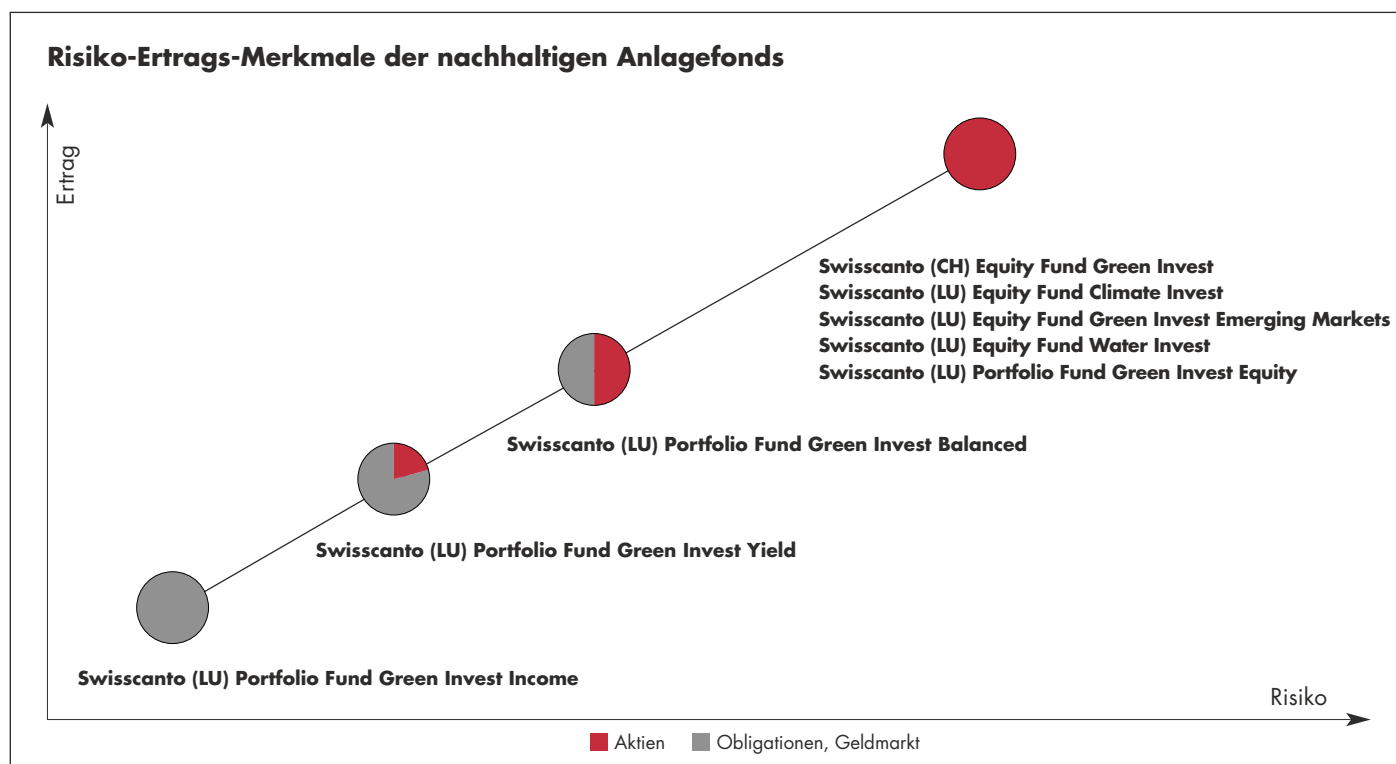 Risiko-Ertrags-Merkmale der nachhaltigen Anlagefonds
Ertrag
Swisscanto (CH) Equity Fund Green Invest
Swisscanto (LU) Equity Fund Climate Invest
Swisscanto (LU) Equity Fund Green Invest Emerging Markets
Swisscanto (LU) Equity Fund Water Invest
Swisscanto (LU) Portfolio Fund Green Invest Equity
Swisscanto (LU) Portfolio Fund Green Invest Balanced
Swisscanto (LU) Portfolio Fund Green Invest Yield
Swisscanto (LU) Portfolio Fund Green Invest Income
Risiko
Aktien
Obligationen, Geldmarkt